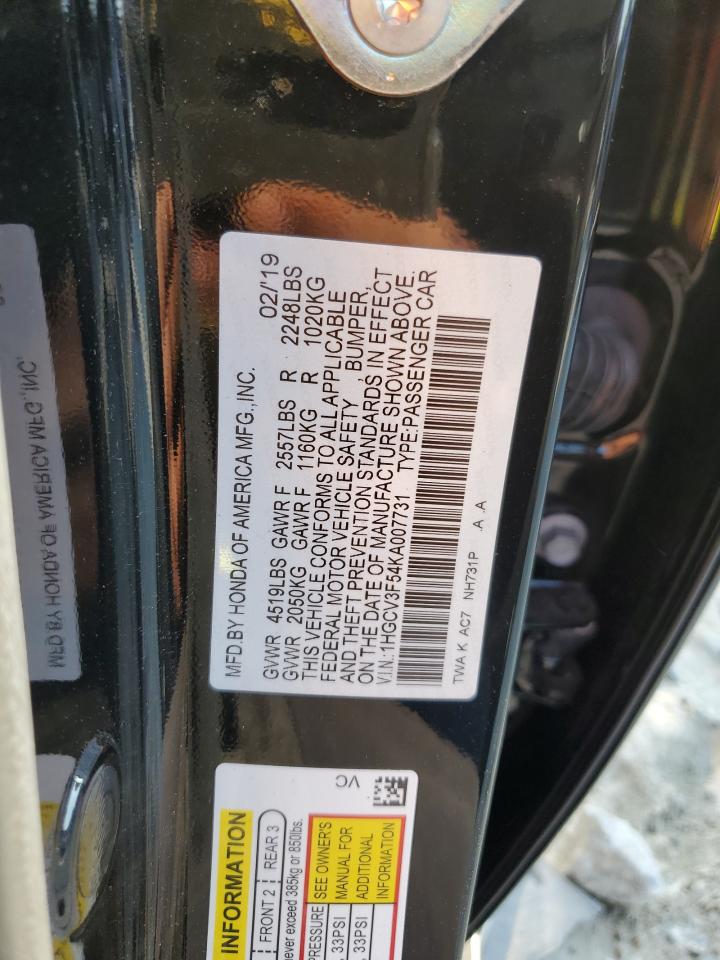 MFD.BY HONDA OF AMERICA MFG.,INC.
02/'19
GVWR 4519LBS GAWR F 2557LBS R 2248LBS
GVWR 2050KG GAWR F 1160KG R 1020KG
THIS VEHICLE CONFORMS TO ALL APPLICABLE
FEDERAL MOTOR VEHICLE SAFETY, BUMPER,
AND THEFT PREVENTION STANDARDS IN EFFECT
ON THE DATE OF MANUFACTURE SHOWN ABOVE.
V.I.N.:1HGCV3F54KA007731 TYPE:PASSENGER CAR
TWA K AC7 NH731P .A .A
INFORMATION
FRONT 2 REAR 3
never exceed 385kg or 850lbs.
PRESSURE
33PSI
33PSI
SEE OWNER'S
MANUAL FOR
ADDITIONAL
INFORMATION
VC
MFD BY HONDA OF AMERICA MFG.,INC.